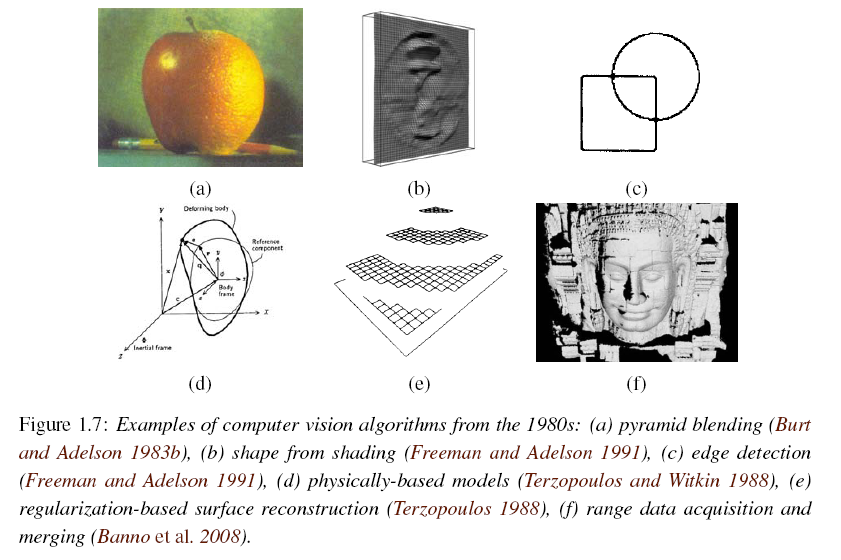 (a)
(b)
(c)
Y
Deforming body
Reference
component
y
q
r
o
x
Body
frame
z
c
x
Φ
Inertial frame
z
(d)
(e)
(f)
Figure 1.7: Examples of computer vision algorithms from the 1980s: (a) pyramid blending (Burt
and Adelson 1983b), (b) shape from shading (Freeman and Adelson 1991), (c) edge detection
(Freeman and Adelson 1991), (d) physically-based models (Terzopoulos and Witkin 1988), (e)
regularization-based surface reconstruction (Terzopoulos 1988), (f) range data acquisition and
merging (Banno et al. 2008).